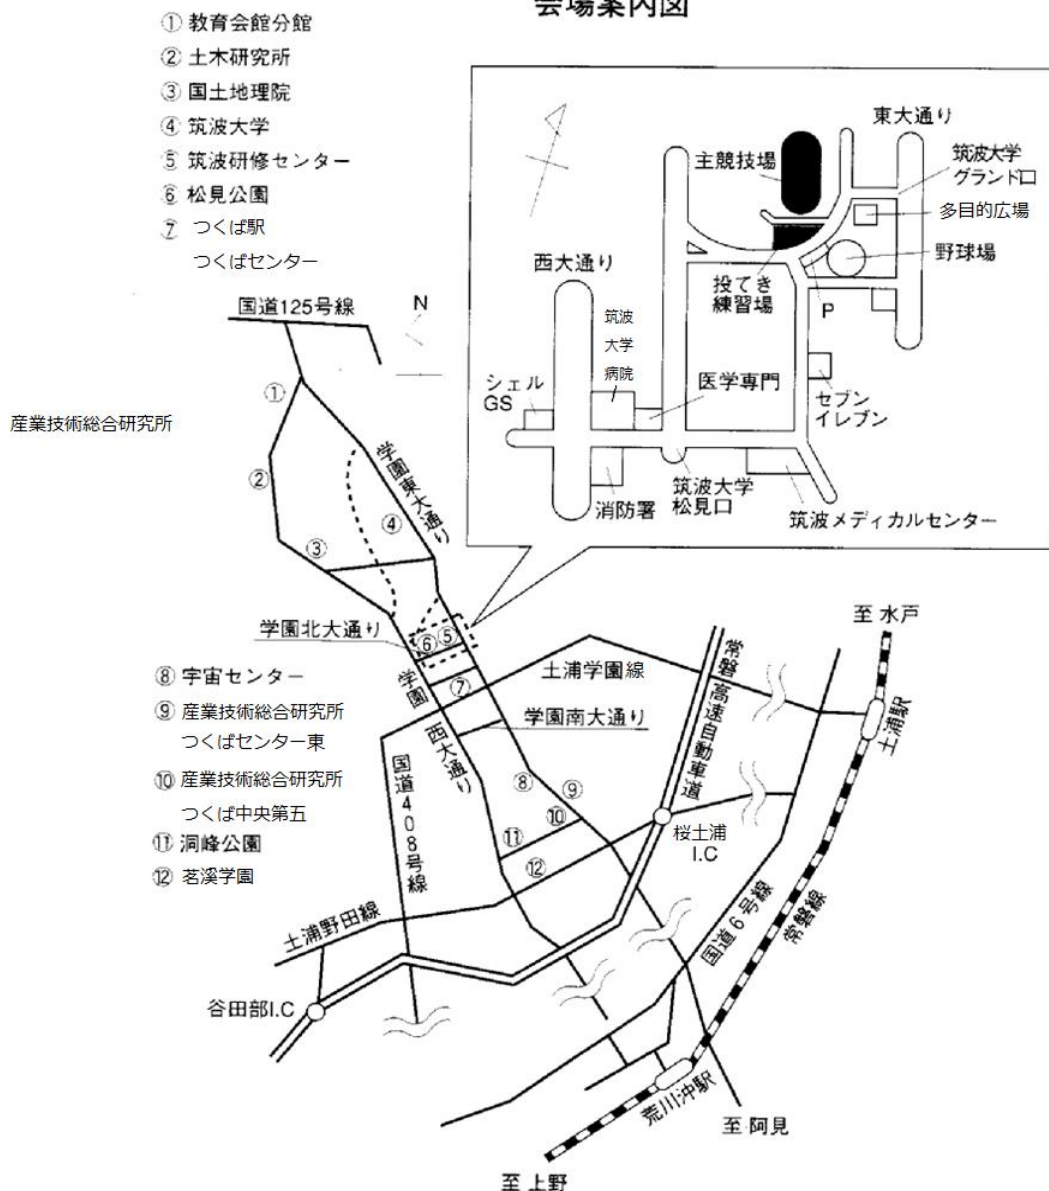 会場案内図
① 教育会館分館
② 土木研究所
③ 国土地理院
④ 筑波大学
⑤ 筑波研修センター
⑥ 松見公園
⑦ つくば駅
つくばセンター
東大通り
主競技場
筑波大学
グランド口
多目的広場
野球場
西大通り
投てき
練習場
P
筑波
大学
病院
医学専門
シェル
GS
セブン
イレブン
消防署
筑波大学
松見口
筑波メディカルセンター
国道125号線
N
①
産業技術総合研究所
②
学園東大通り
④
③
学園北大通り
⑥
⑤
至 水戸
⑧ 宇宙センター
⑨ 産業技術総合研究所
つくばセンター東
⑩ 産業技術総合研究所
つくば中央第五
⑪ 洞峰公園
⑫ 茗溪学園
学園
西大通り
⑦
土浦学園線
学園南大通り
常磐
高速自動車道
土浦駅
国道408号線
⑧
⑨
⑩
⑪
⑫
桜土浦
I.C
土浦野田線
国道6号線
常磐線
谷田部I.C
荒川沖駅
至 阿見
至 上野